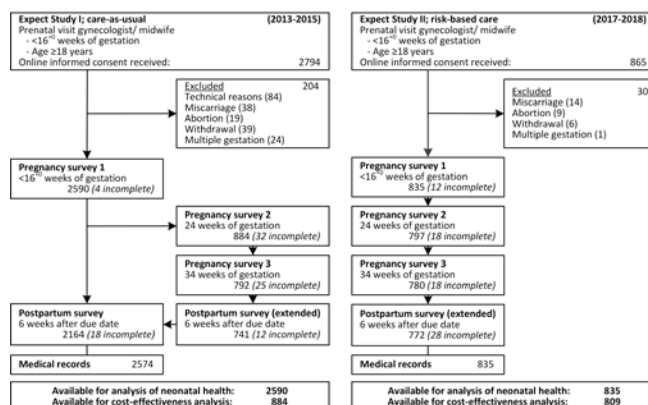 Expect Study I; care-as-usual (2013-2015)
Prenatal visit gynecologist/ midwife
- <16⁺⁰ weeks of gestation
- Age ≥18 years
Online informed consent received: 2794
Excluded 204
Technical reasons (84)
Miscarriage (38)
Abortion (19)
Withdrawal (39)
Multiple gestation (24)
Pregnancy survey 1
<16⁺⁰ weeks of gestation
2590 (4 incomplete)
Pregnancy survey 2
24 weeks of gestation
884 (32 incomplete)
Pregnancy survey 3
34 weeks of gestation
792 (25 incomplete)
Postpartum survey
6 weeks after due date
2164 (18 incomplete)
Postpartum survey (extended)
6 weeks after due date
741 (12 incomplete)
Medical records 2574
Available for analysis of neonatal health: 2590
Available for cost-effectiveness analysis: 884
Expect Study II; risk-based care (2017-2018)
Prenatal visit gynecologist/ midwife
- <16⁺⁰ weeks of gestation
- Age ≥18 years
Online informed consent received: 865
Excluded 30
Miscarriage (14)
Abortion (9)
Withdrawal (6)
Multiple gestation (1)
Pregnancy survey 1
<16⁺⁰ weeks of gestation
835 (12 incomplete)
Pregnancy survey 2
24 weeks of gestation
797 (18 incomplete)
Pregnancy survey 3
34 weeks of gestation
780 (18 incomplete)
Postpartum survey (extended)
6 weeks after due date
772 (28 incomplete)
Medical records 835
Available for analysis of neonatal health: 835
Available for cost-effectiveness analysis: 809